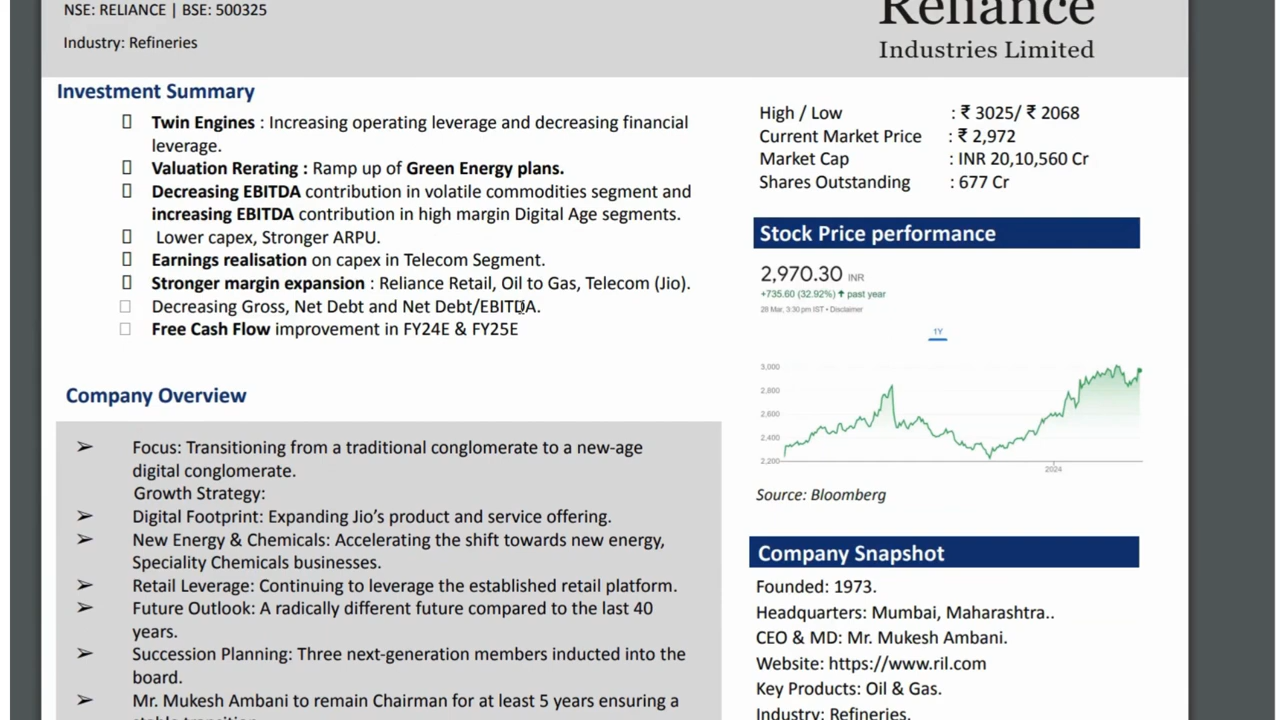 NSE: RELIANCE | BSE: 500325
Industry: Refineries
Reliance
Industries Limited
Investment Summary
Twin Engines : Increasing operating leverage and decreasing financial
leverage.
Valuation Rerating : Ramp up of Green Energy plans.
Decreasing EBITDA contribution in volatile commodities segment and
increasing EBITDA contribution in high margin Digital Age segments.
Lower capex, Stronger ARPU.
Earnings realisation on capex in Telecom Segment.
Stronger margin expansion : Reliance Retail, Oil to Gas, Telecom (Jio).
Decreasing Gross, Net Debt and Net Debt/EBITDA.
Free Cash Flow improvement in FY24E & FY25E
Company Overview
➢ Focus: Transitioning from a traditional conglomerate to a new-age
digital conglomerate.
Growth Strategy:
➢ Digital Footprint: Expanding Jio’s product and service offering.
➢ New Energy & Chemicals: Accelerating the shift towards new energy,
Speciality Chemicals businesses.
➢ Retail Leverage: Continuing to leverage the established retail platform.
➢ Future Outlook: A radically different future compared to the last 40
years.
➢ Succession Planning: Three next-generation members inducted into the
board.
➢ Mr. Mukesh Ambani to remain Chairman for at least 5 years ensuring a
stable transition
High / Low : ₹ 3025/ ₹ 2068
Current Market Price : ₹ 2,972
Market Cap : INR 20,10,560 Cr
Shares Outstanding : 677 Cr
Stock Price performance
2,970.30 INR
+735.60 (32.92%) ↑ past year
28 Mar, 3:30 pm IST • Disclaimer
1Y
3,000
2,800
2,600
2,400
2,200
2024
Source: Bloomberg
Company Snapshot
Founded: 1973.
Headquarters: Mumbai, Maharashtra..
CEO & MD: Mr. Mukesh Ambani.
Website: https://www.ril.com
Key Products: Oil & Gas.
Industry: Refineries.